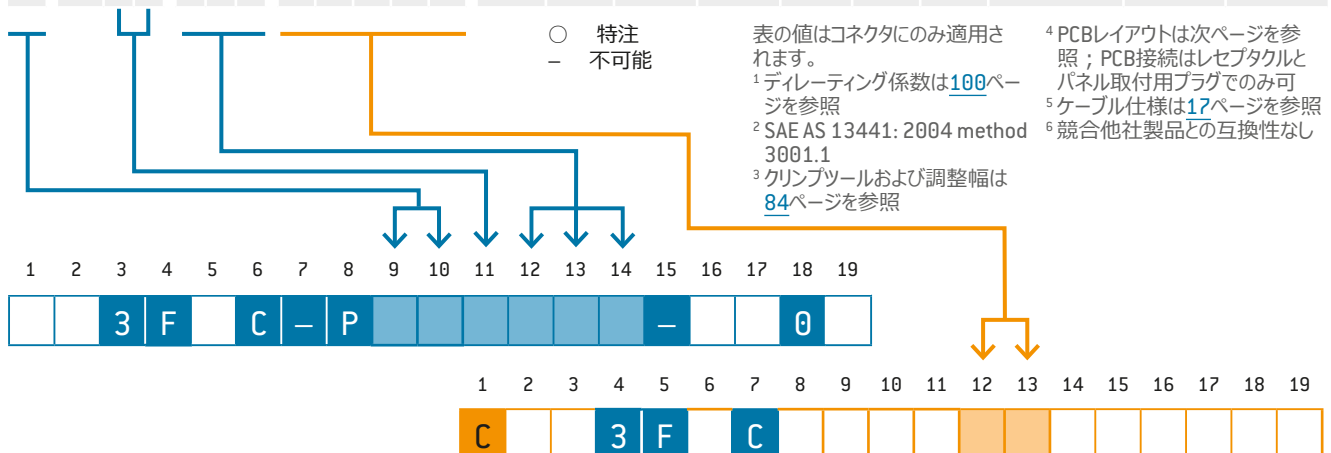 ○ 特注
– 不可能
表の値はコネクタにのみ適用さ
れます。
¹ ディレーティング係数は100ペー
ジを参照
² SAE AS 13441: 2004 method
3001.1
³ クリンプツールおよび調整幅は
84ページを参照
⁴ PCBレイアウトは次ページを参
照；PCB接続はレセプタクルと
パネル取付用プラグでのみ可
⁵ ケーブル仕様は17ページを参照
⁶ 競合他社製品との互換性なし
1 2 3 4 5 6 7 8 9 10 11 12 13 14 15 16 17 18 19
3 F C – P – 0
1 2 3 4 5 6 7 8 9 10 11 12 13 14 15 16 17 18 19
C 3 F C